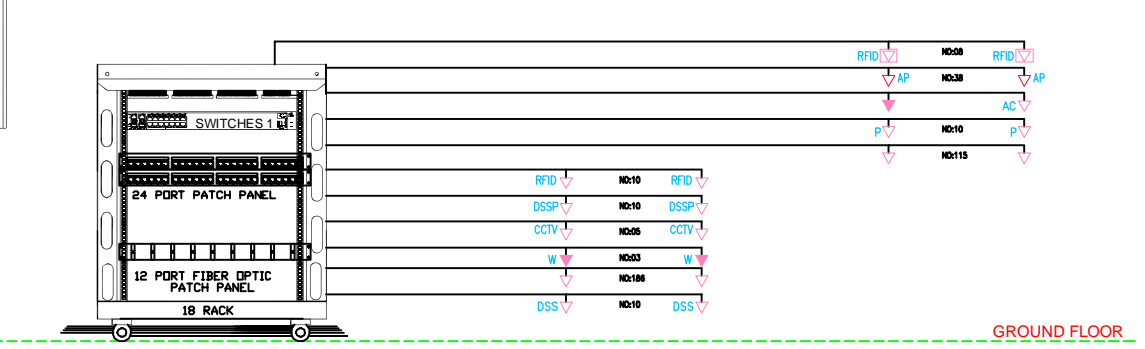 RFID NO:08 RFID
AP NO:38 AP
AC
SWITCHES 1
P NO:10 P
NO:115
24 PORT PATCH PANEL
RFID NO:10 RFID
DSSP NO:10 DSSP
CCTV NO:05 CCTV
W NO:03 W
NO:186
12 PORT FIBER OPTIC
PATCH PANEL
DSS NO:10 DSS
18 RACK
GROUND FLOOR